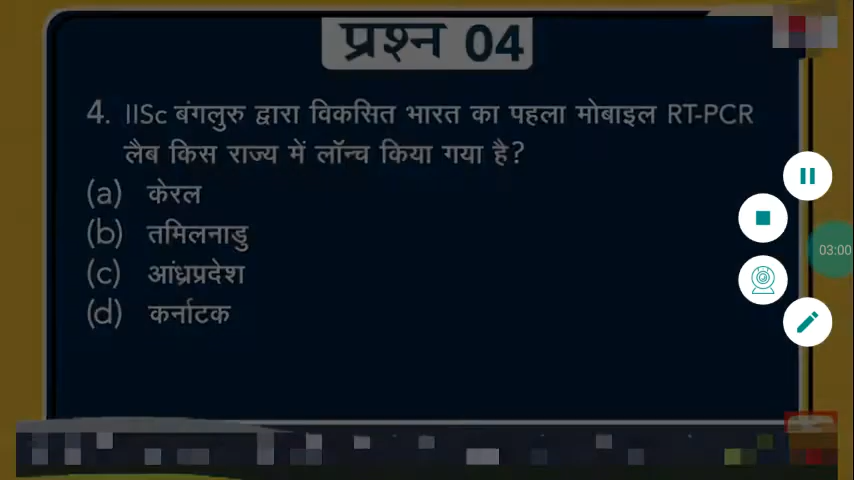 प्रश्न 04
4. IISc बंगलुरु द्वारा विकसित भारत का पहला मोबाइल RT-PCR
लैब किस राज्य में लॉन्च किया गया है?
(a) केरल
(b) तमिलनाडु
(c) आंध्रप्रदेश
(d) कर्नाटक
03:00